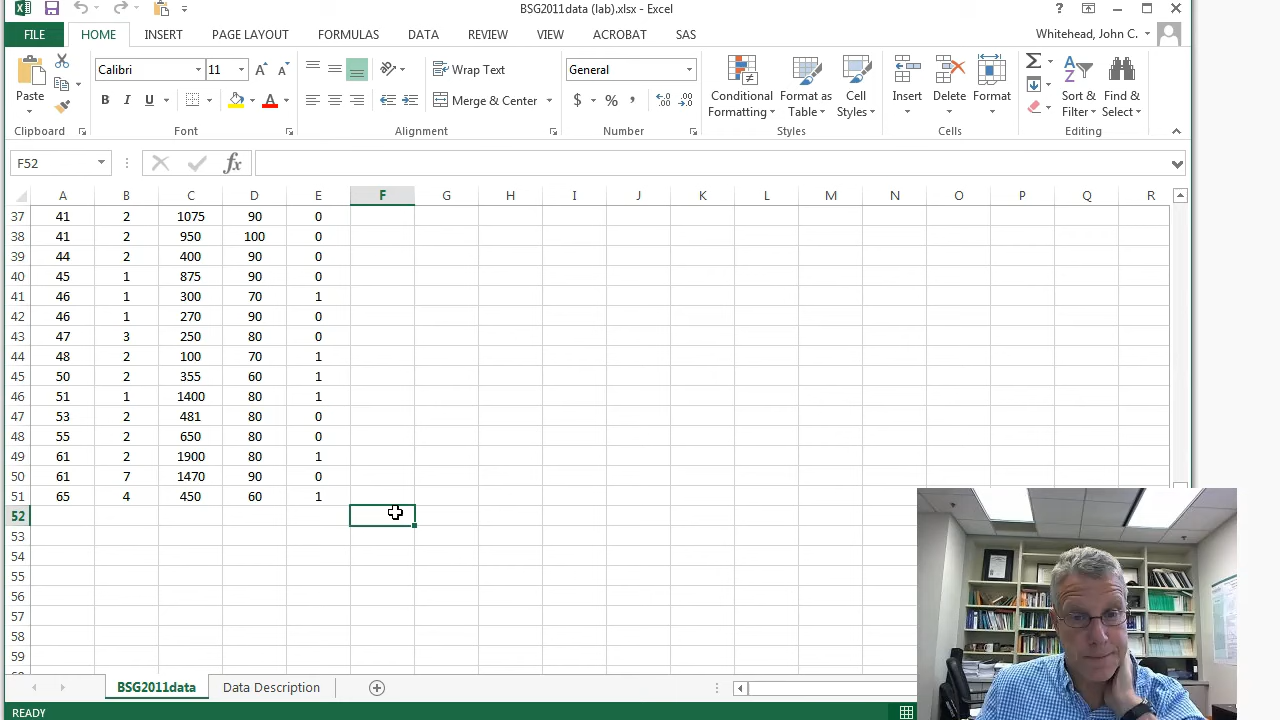 BSG2011data (lab).xlsx - Excel
FILE HOME INSERT PAGE LAYOUT FORMULAS DATA REVIEW VIEW ACROBAT SAS Whitehead, John C.
Calibri 11 Wrap Text General
Paste B I U Merge & Center $ % , Conditional Formatting Format as Table Cell Styles Insert Delete Format Sort & Filter Find & Select
Clipboard Font Alignment Number Styles Cells Editing
F52 fx
A B C D E F G H I J K L M N O P Q R
37 41 2 1075 90 0
38 41 2 950 100 0
39 44 2 400 90 0
40 45 1 875 90 0
41 46 1 300 70 1
42 46 1 270 90 0
43 47 3 250 80 0
44 48 2 100 70 1
45 50 2 355 60 1
46 51 1 1400 80 1
47 53 2 481 80 0
48 55 2 650 80 0
49 61 2 1900 80 1
50 61 7 1470 90 0
51 65 4 450 60 1
52
53
54
55
56
57
58
59
BSG2011data Data Description
READY